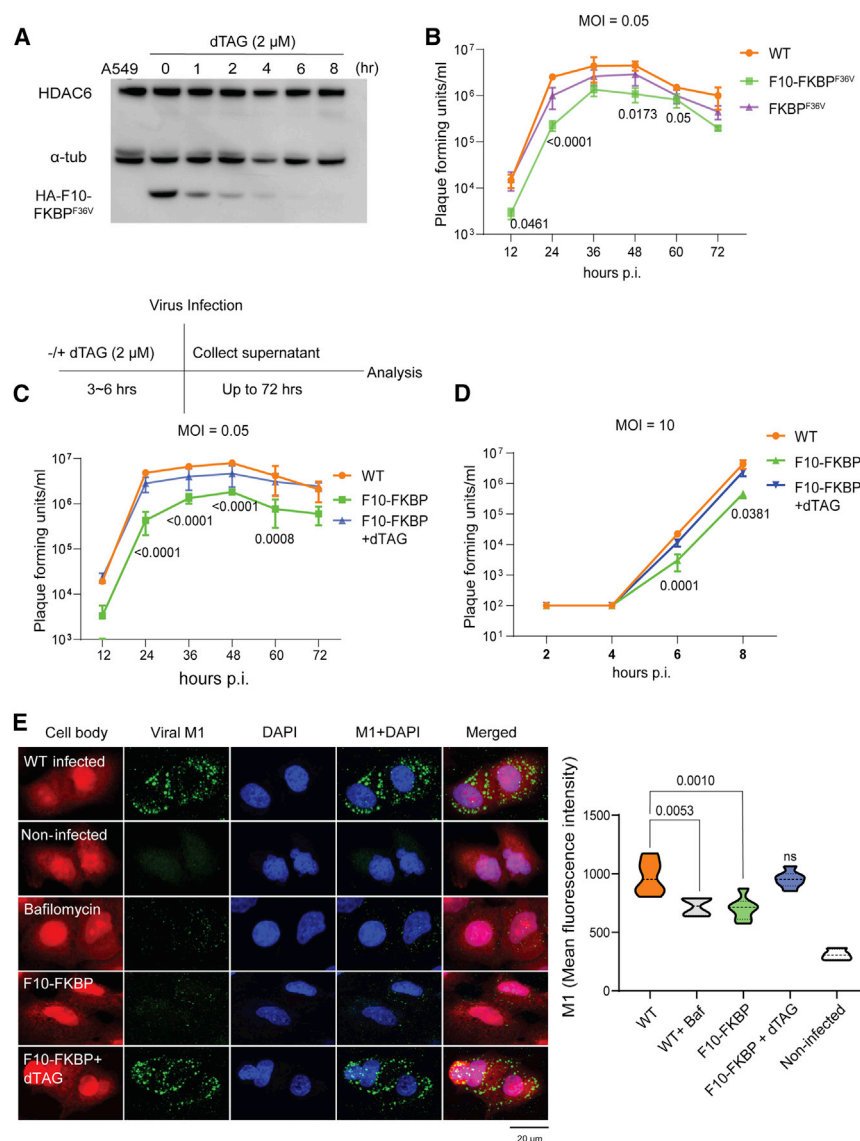 A
dTAG (2 µM)
A549 0 1 2 4 6 8 (hr)
HDAC6
α-tub
HA-F10-
FKBPF36V
B
MOI = 0.05
WT
F10-FKBPF36V
FKBPF36V
Plaque forming units/ml
10⁷
10⁶
10⁵
10⁴
10³
<0.0001
0.0173
0.05
0.0461
12 24 36 48 60 72
hours p.i.
Virus Infection
-/+ dTAG (2 µM)
Collect supernatant
Analysis
3~6 hrs
Up to 72 hrs
C
MOI = 0.05
WT
F10-FKBP
F10-FKBP
+dTAG
Plaque forming units/ml
10⁷
10⁶
10⁵
10⁴
10³
<0.0001
<0.0001
<0.0001
0.0008
12 24 36 48 60 72
hours p.i.
D
MOI = 10
WT
F10-FKBP
F10-FKBP
+dTAG
Plaque forming units/ml
10⁷
10⁶
10⁵
10⁴
10³
10²
10¹
0.0001
0.0381
2 4 6 8
hours p.i.
E
Cell body Viral M1 DAPI M1+DAPI Merged
WT infected
Non-infected
Bafilomycin
F10-FKBP
F10-FKBP+
dTAG
20 µm
M1 (Mean fluorescence intensity)
1500
1000
500
0
0.0010
0.0053
ns
WT
WT+ Baf
F10-FKBP
F10-FKBP + dTAG
Non-infected